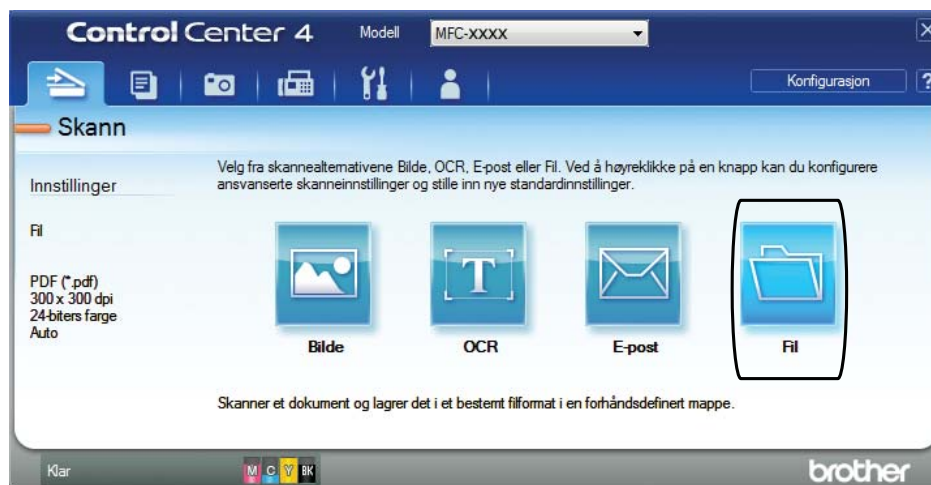 Control Center 4 Modell MFC-XXXX
Konfigurasjon ?
Skann
Velg fra skannealternativene Bilde, OCR, E-post eller Fil. Ved å høyreklikke på en knapp kan du konfigurere
ansvanserte skanneinnstillinger og stille inn nye standardinnstillinger.
Innstillinger
Fil
PDF (*.pdf)
300 x 300 dpi
24-biters farge
Auto
T
Bilde OCR E-post Fil
Skanner et dokument og lagrer det i et bestemt filformat i en forhåndsdefinert mappe.
Klar M C Y BK brother